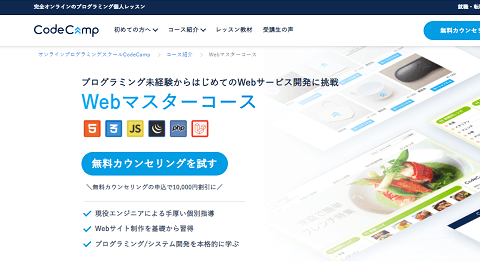 完全オンラインのプログラミング個人レッスン
就職・転
CodeCamp
初めての方へ
コース紹介
レッスン教材
受講生の声
無料カウンセ
オンラインプログラミングスクールCodeCamp
コース紹介
Webマスターコース
プログラミング未経験からはじめてのWebサービス開発に挑戦
Webマスターコース
5
3
JS
php
無料カウンセリングを試す
＼無料カウンセリングの申込で10,000円割引に／
現役エンジニアによる手厚い個別指導
Webサイト制作を基礎から習得
プログラミング/システム開発を本格的に学ぶ